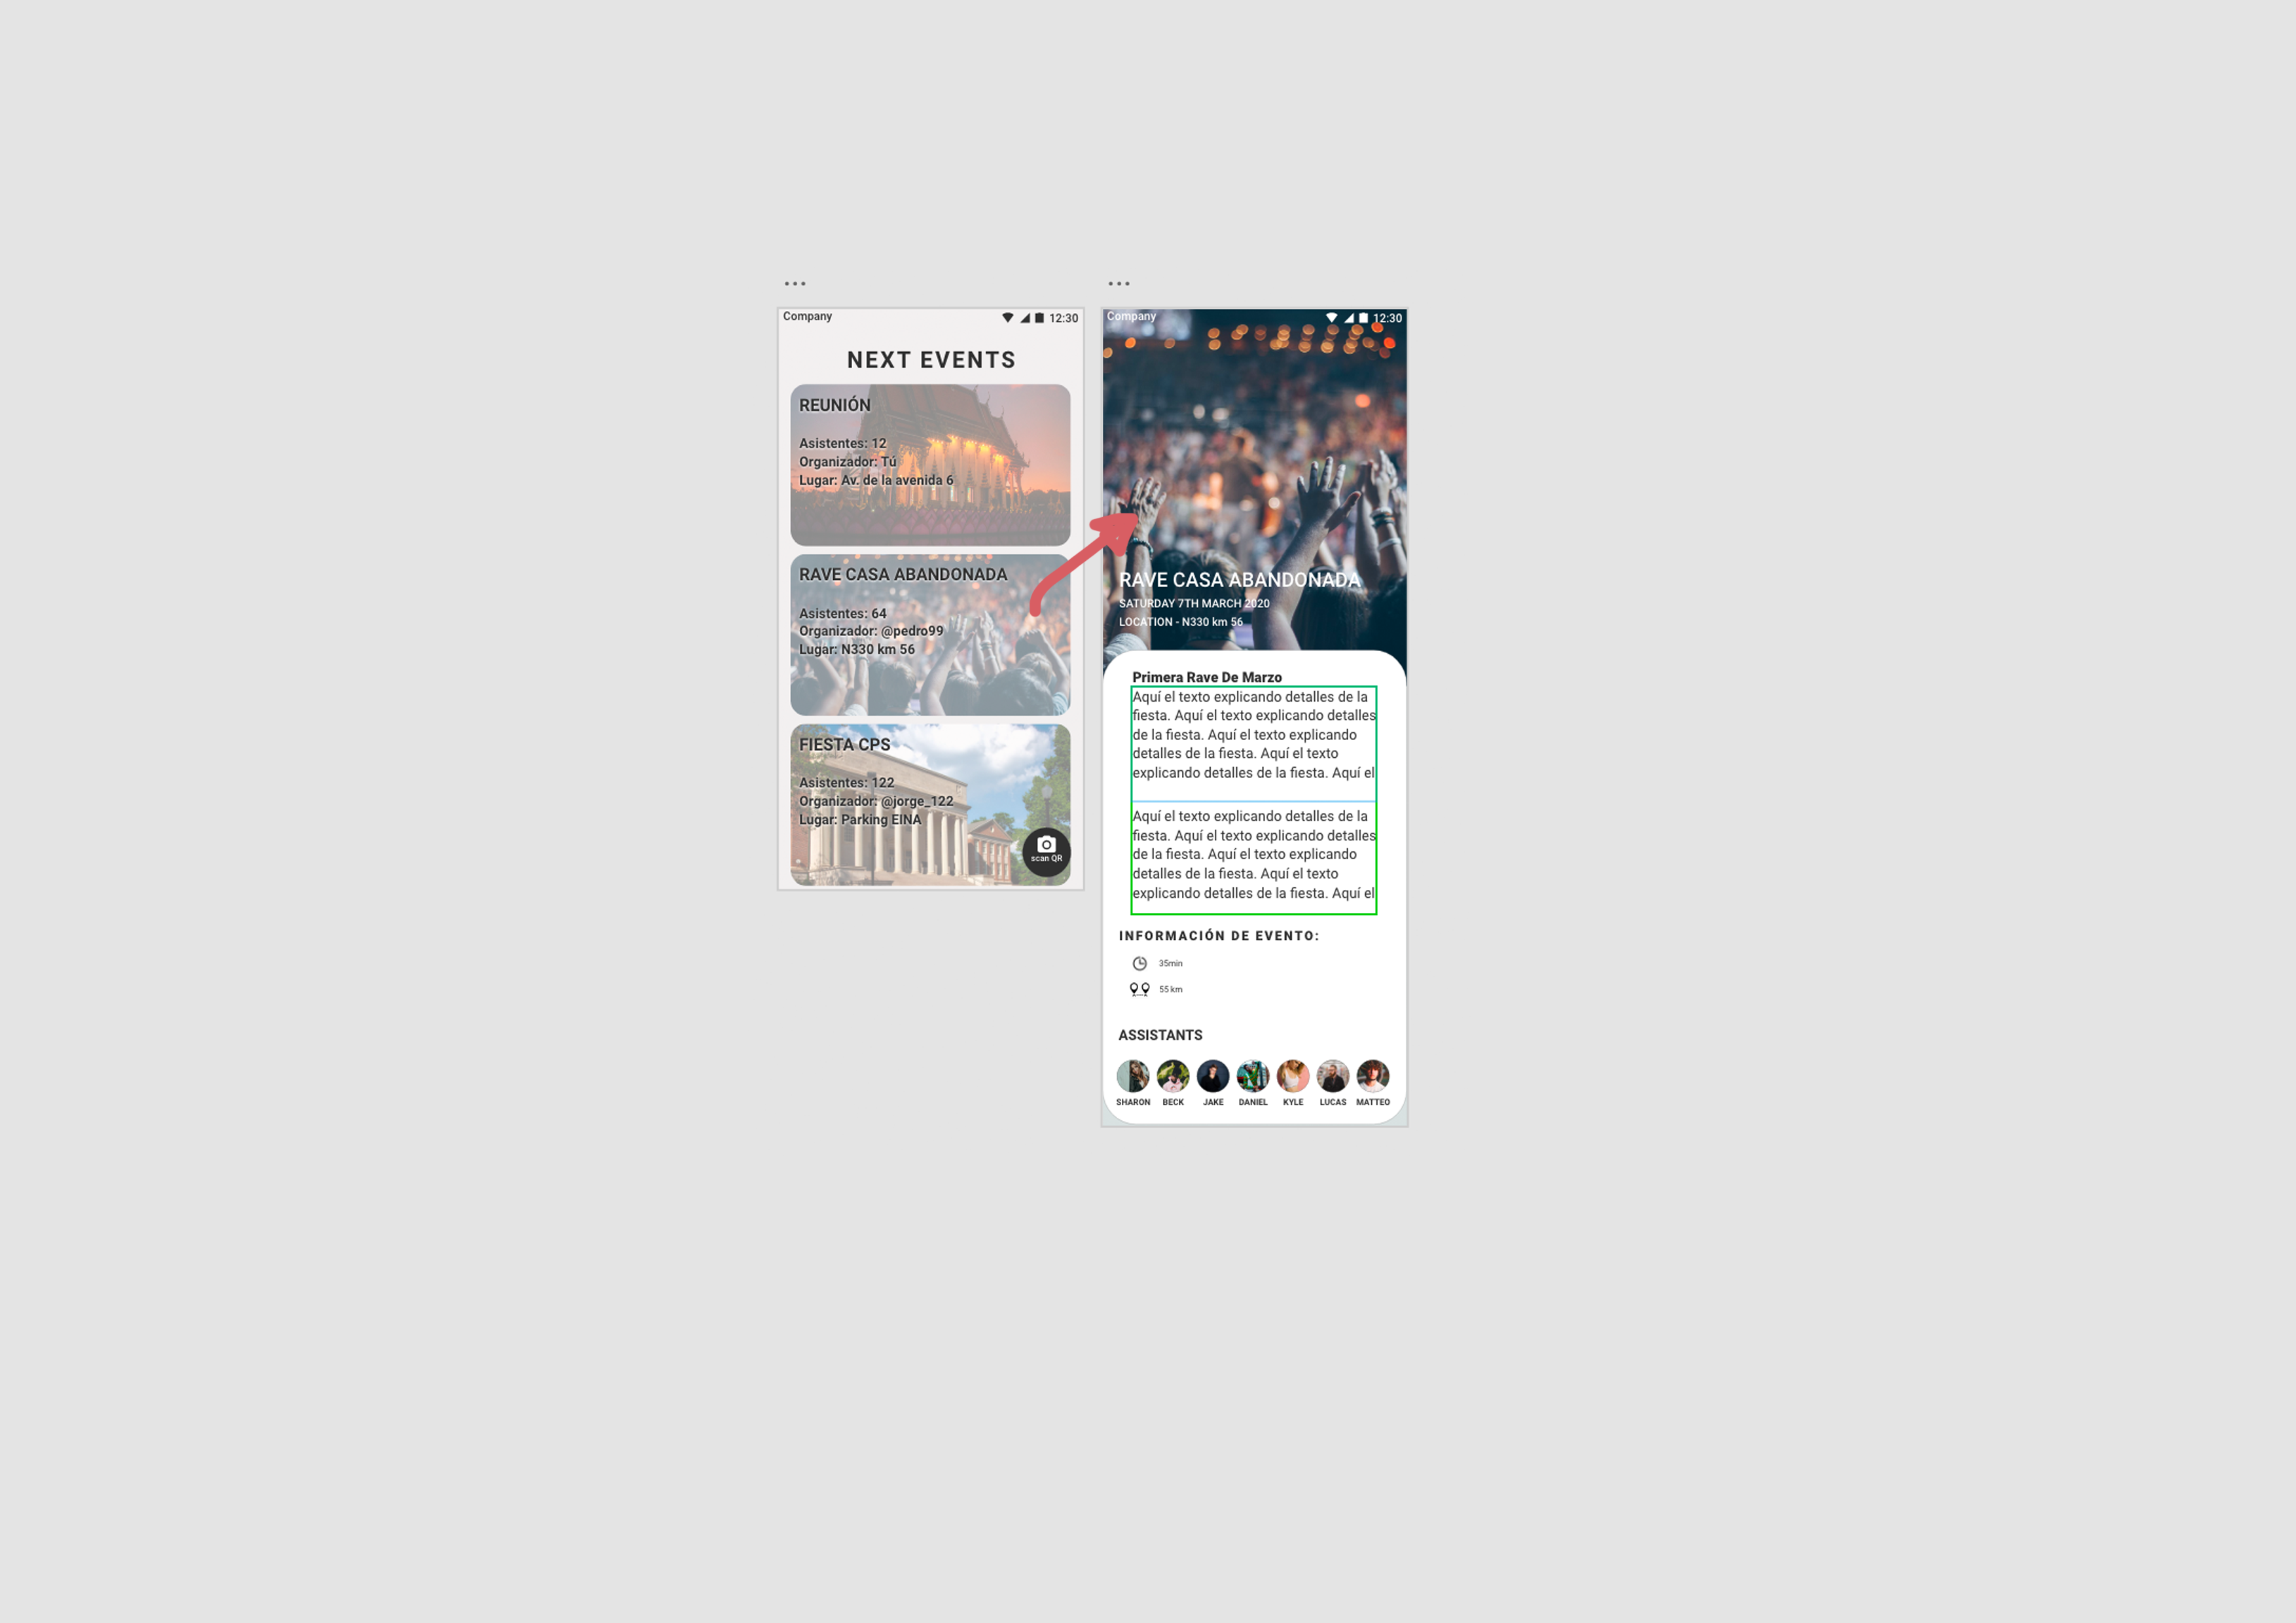 Company 12:30
NEXT EVENTS
REUNIÓN
Asistentes: 12
Organizador: Tú
Lugar: Av. de la avenida 6
RAVE CASA ABANDONADA
Asistentes: 64
Organizador: @pedro99
Lugar: N330 km 56
FIESTA CPS
Asistentes: 122
Organizador: @jorge_122
Lugar: Parking EINA
scan QR
Company 12:30
RAVE CASA ABANDONADA
SATURDAY 7TH MARCH 2020
LOCATION - N330 km 56
Primera Rave De Marzo
Aquí el texto explicando detalles de la
fiesta. Aquí el texto explicando detalles
de la fiesta. Aquí el texto explicando
detalles de la fiesta. Aquí el texto
explicando detalles de la fiesta. Aquí el
Aquí el texto explicando detalles de la
fiesta. Aquí el texto explicando detalles
de la fiesta. Aquí el texto explicando
detalles de la fiesta. Aquí el texto
explicando detalles de la fiesta. Aquí el
INFORMACIÓN DE EVENTO:
35min
55 km
ASSISTANTS
SHARON BECK JAKE DANIEL KYLE LUCAS MATTEO